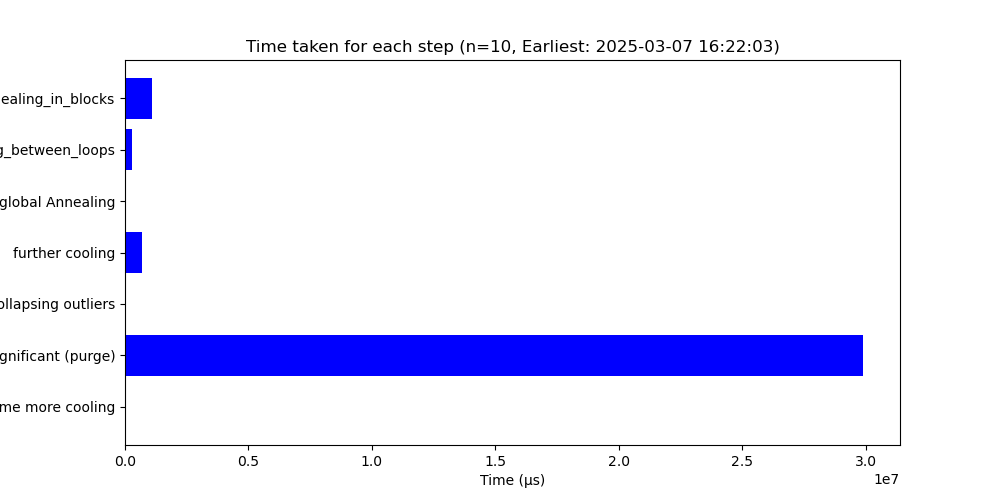 Time taken for each step (n=10, Earliest: 2025-03-07 16:22:03)
ealing_in_blocks
g_between_loops
global Annealing
further cooling
ollapsing outliers
gnificant (purge)
me more cooling
0.0 0.5 1.0 1.5 2.0 2.5 3.0
1e7
Time (μs)